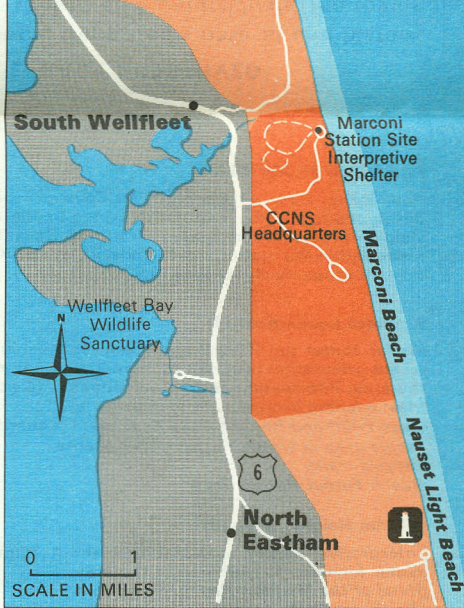 South Wellfleet
Marconi
Station Site
Interpretive
Shelter
CCNS
Headquarters
Marconi Beach
Wellfleet Bay
Wildlife
Sanctuary
N
Nauset Light Beach
6
North
Eastham
0 1
SCALE IN MILES